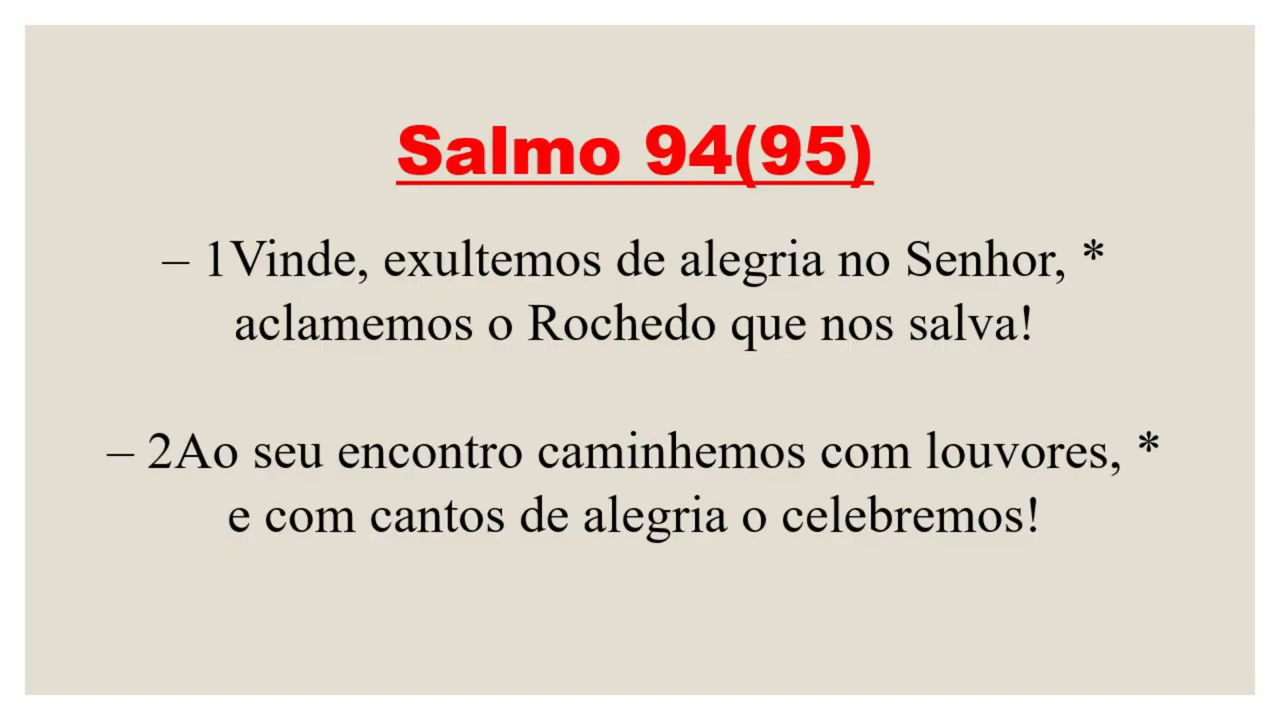 Salmo 94(95)
– 1Vinde, exultemos de alegria no Senhor, *
aclamemos o Rochedo que nos salva!
– 2Ao seu encontro caminhemos com louvores, *
e com cantos de alegria o celebremos!